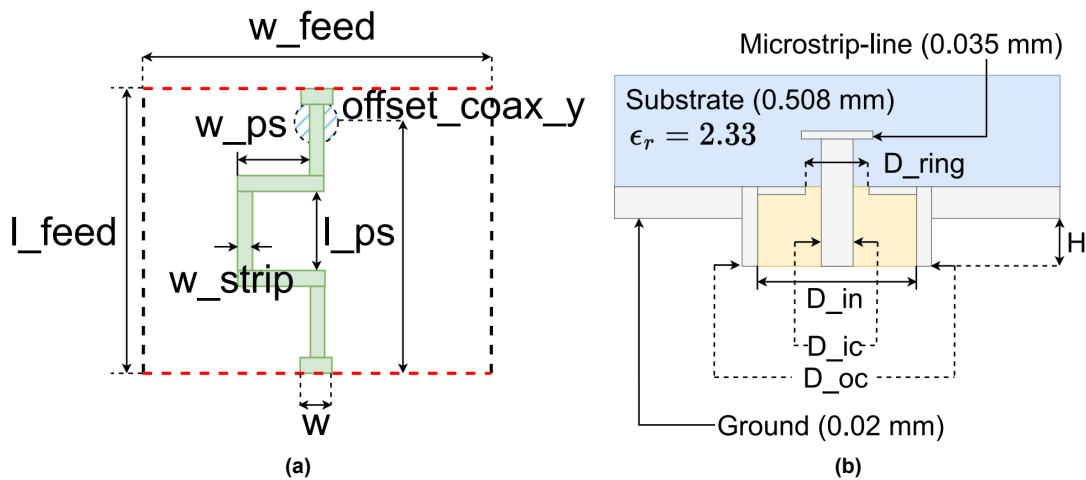 w_feed
offset_coax_y
w_ps
l_feed
l_ps
w_strip
w
(a)
Microstrip-line (0.035 mm)
Substrate (0.508 mm)
ϵ_r = 2.33
D_ring
H
D_in
D_ic
D_oc
Ground (0.02 mm)
(b)